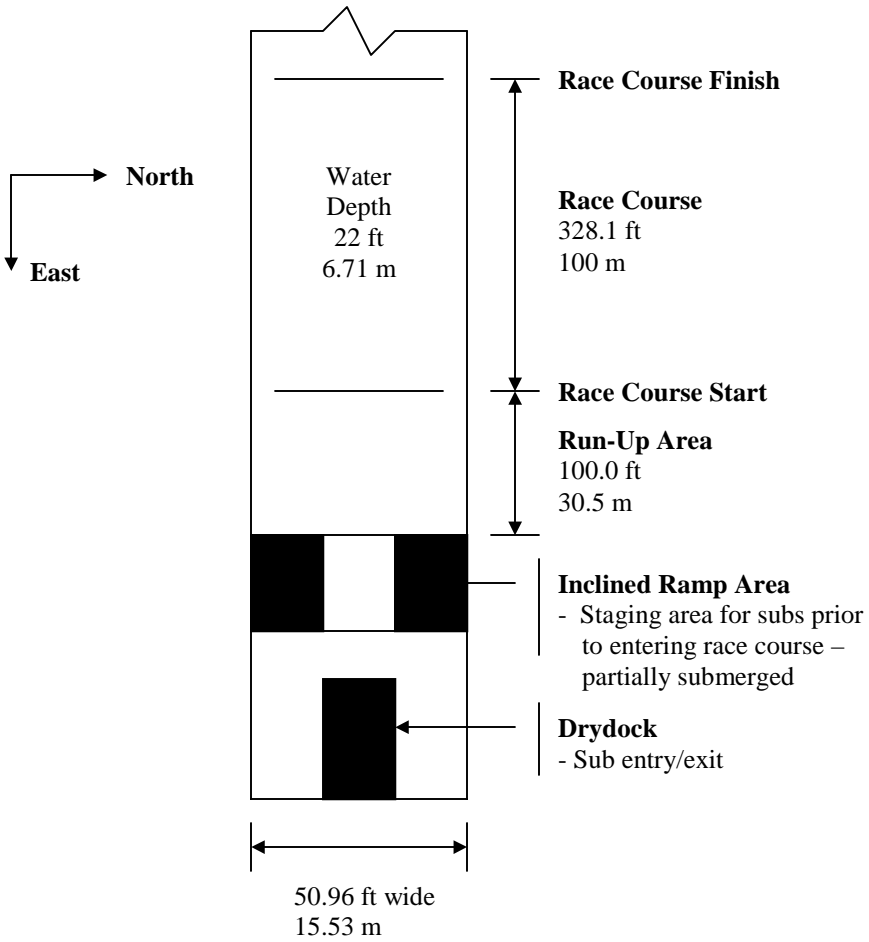 Race Course Finish
North
East
Water
Depth
22 ft
6.71 m
Race Course
328.1 ft
100 m
Race Course Start
Run-Up Area
100.0 ft
30.5 m
Inclined Ramp Area
- Staging area for subs prior
to entering race course –
partially submerged
Drydock
- Sub entry/exit
50.96 ft wide
15.53 m